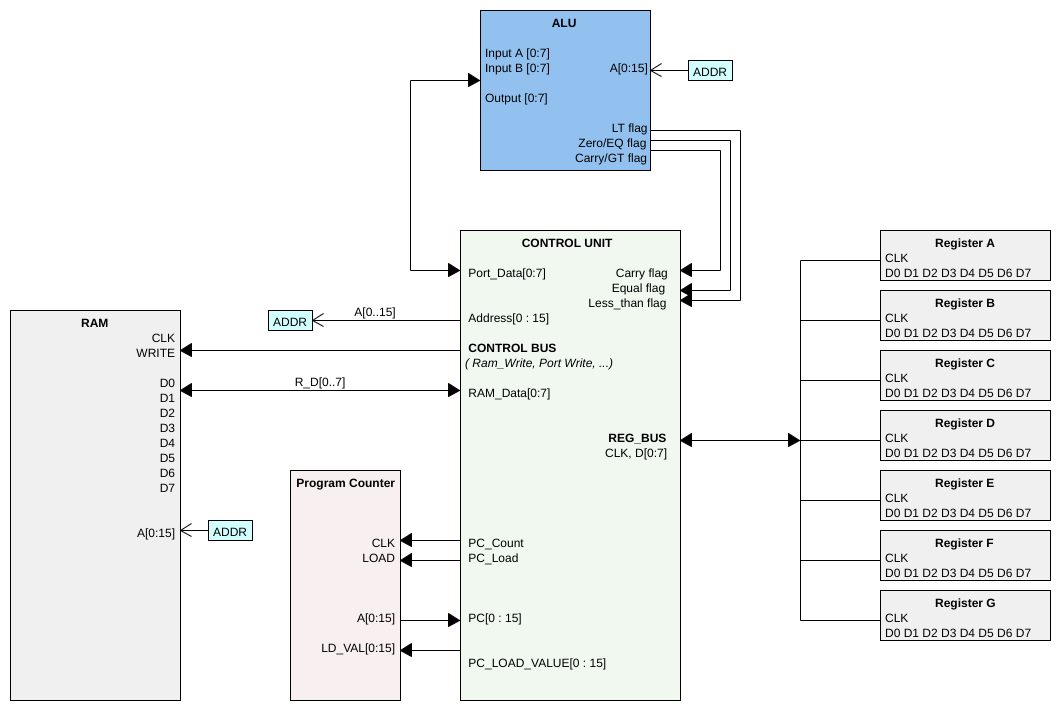 ALU
Input A [0:7]
Input B [0:7]
A[0:15]
ADDR
Output [0:7]
LT flag
Zero/EQ flag
Carry/GT flag
CONTROL UNIT
Port_Data[0:7]
Carry flag
Equal flag
Less_than flag
A[0..15]
ADDR
Address[0 : 15]
CONTROL BUS
( Ram_Write, Port Write, ...)
R_D[0..7]
RAM_Data[0:7]
REG_BUS
CLK, D[0:7]
PC_Count
PC_Load
PC[0 : 15]
PC_LOAD_VALUE[0 : 15]
RAM
CLK
WRITE
D0
D1
D2
D3
D4
D5
D6
D7
A[0:15]
ADDR
Program Counter
CLK
LOAD
A[0:15]
LD_VAL[0:15]
Register A
CLK
D0 D1 D2 D3 D4 D5 D6 D7
Register B
CLK
D0 D1 D2 D3 D4 D5 D6 D7
Register C
CLK
D0 D1 D2 D3 D4 D5 D6 D7
Register D
CLK
D0 D1 D2 D3 D4 D5 D6 D7
Register E
CLK
D0 D1 D2 D3 D4 D5 D6 D7
Register F
CLK
D0 D1 D2 D3 D4 D5 D6 D7
Register G
CLK
D0 D1 D2 D3 D4 D5 D6 D7